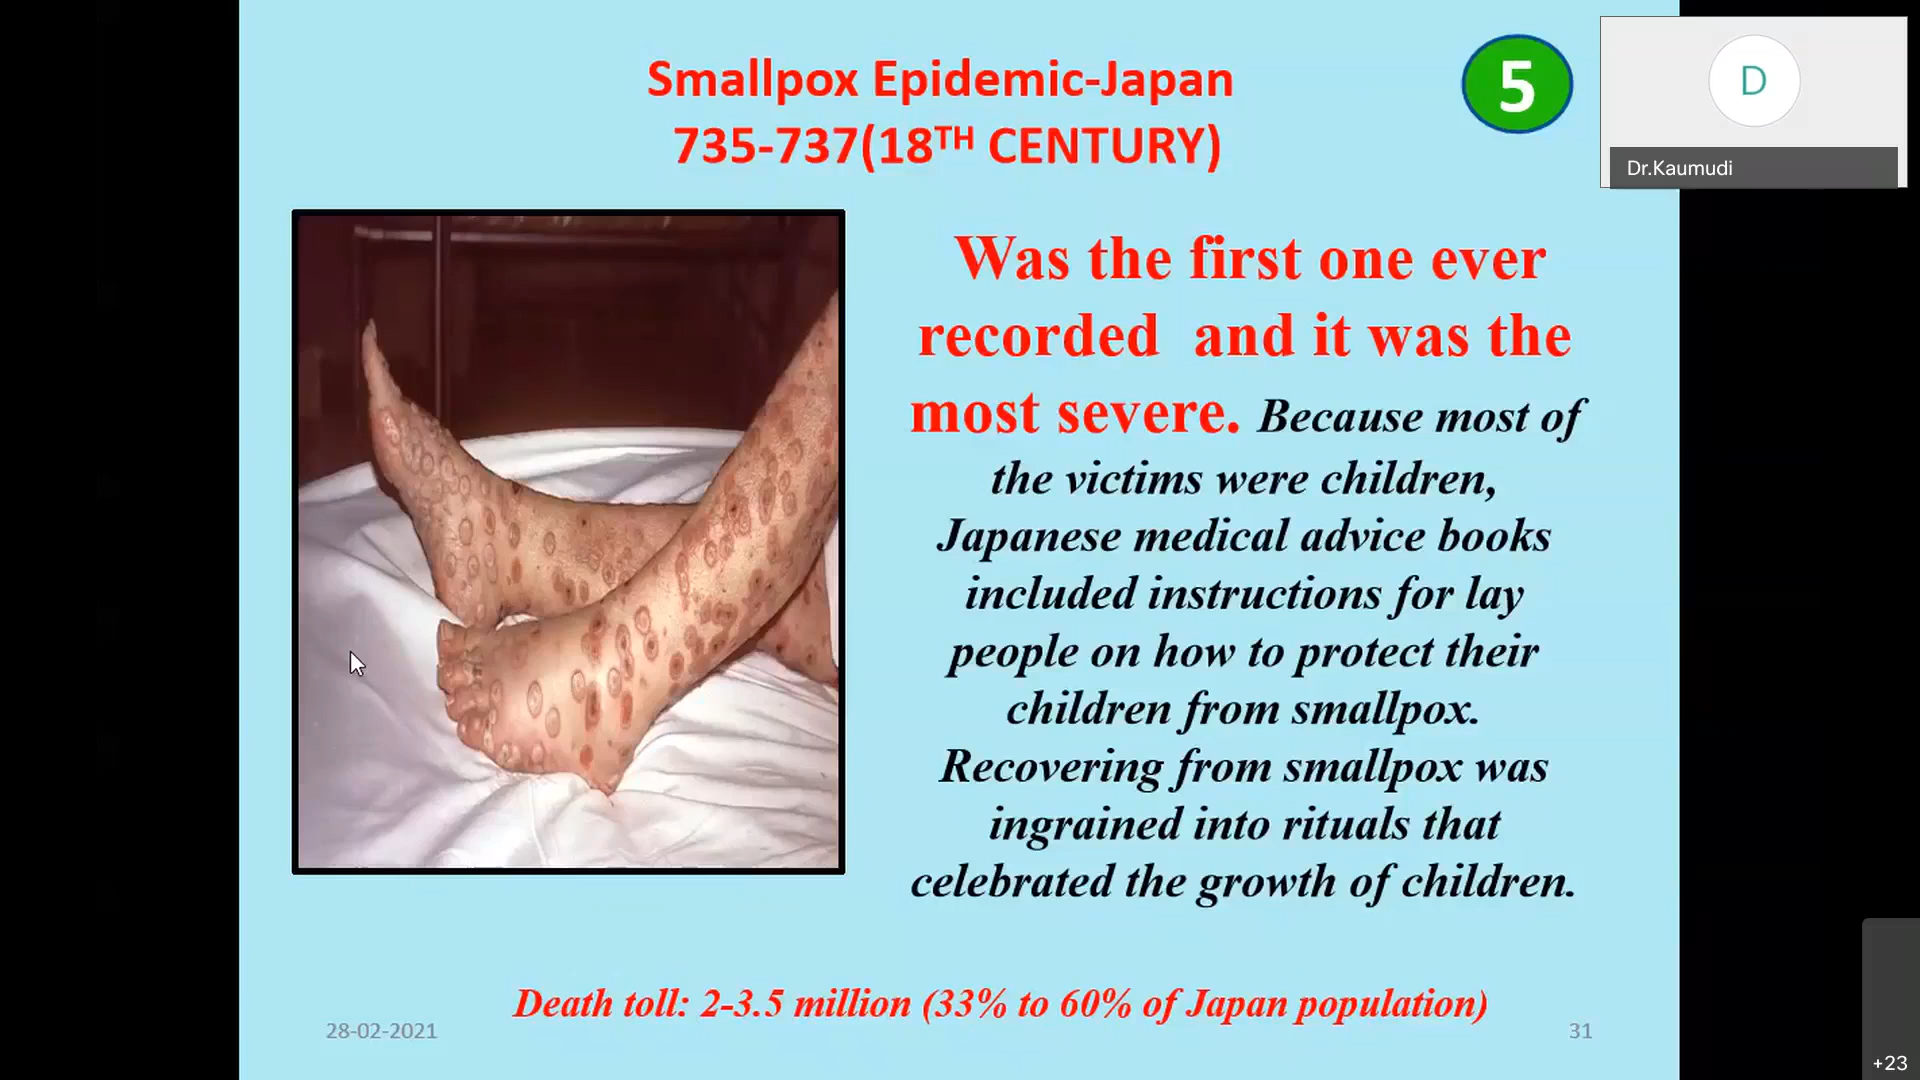 Smallpox Epidemic-Japan
735-737(18TH CENTURY)
5
D
Dr.Kaumudi
Was the first one ever
recorded and it was the
most severe. Because most of
the victims were children,
Japanese medical advice books
included instructions for lay
people on how to protect their
children from smallpox.
Recovering from smallpox was
ingrained into rituals that
celebrated the growth of children.
Death toll: 2-3.5 million (33% to 60% of Japan population)
28-02-2021
31
+23